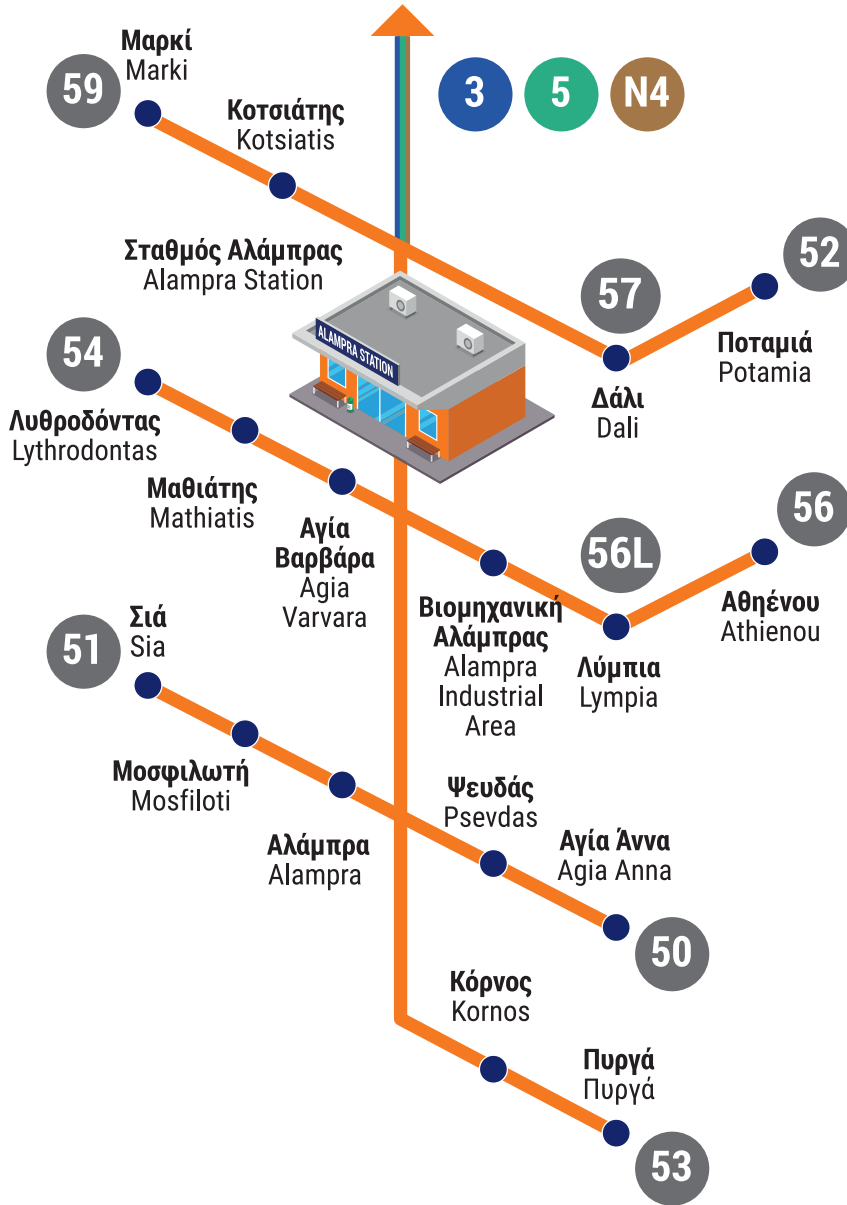 Μαρκί
Marki
59
3
5
N4
Κοτσιάτης
Kotsiatis
Σταθμός Αλάμπρας
Alampra Station
52
57
ALAMPRA STATION
Ποταμιά
Potamia
54
Δάλι
Dali
Λυθροδόντας
Lythrodontas
Μαθιάτης
Mathiatis
56
Αγία
Βαρβάρα
Agia
Varvara
56L
Βιομηχανική
Αλάμπρας
Alampra
Industrial
Area
Αθηένου
Athienou
Λύμπια
Lympia
Σιά
Sia
51
Μοσφιλωτή
Mosfiloti
Ψευδάς
Psevdas
Αλάμπρα
Alampra
Αγία Άννα
Agia Anna
50
Κόρνος
Kornos
Πυργά
Πυργά
53